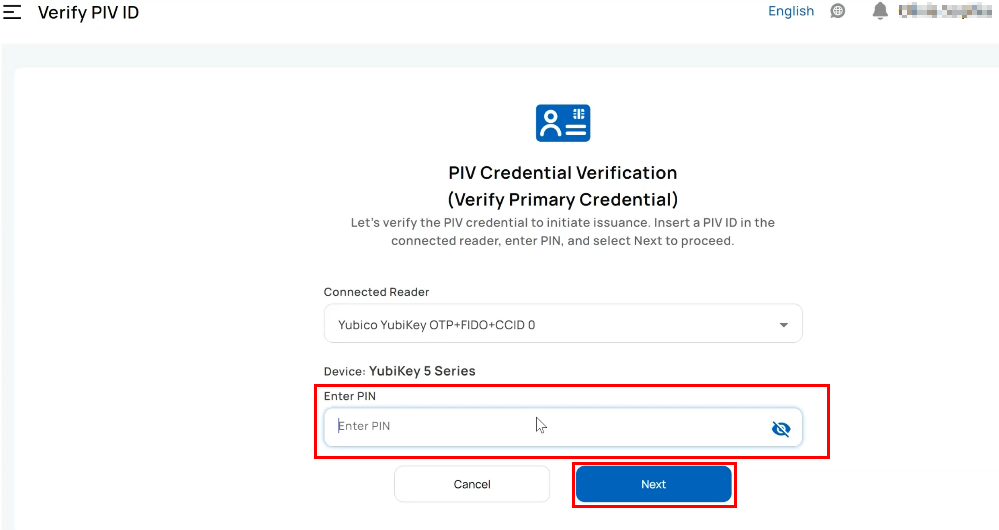 Verify PIV ID
English
PIV Credential Verification
(Verify Primary Credential)
Let's verify the PIV credential to initiate issuance. Insert a PIV ID in the
connected reader, enter PIN, and select Next to proceed.
Connected Reader
Yubico YubiKey OTP+FIDO+CCID 0
Device: YubiKey 5 Series
Enter PIN
Enter PIN
Cancel
Next